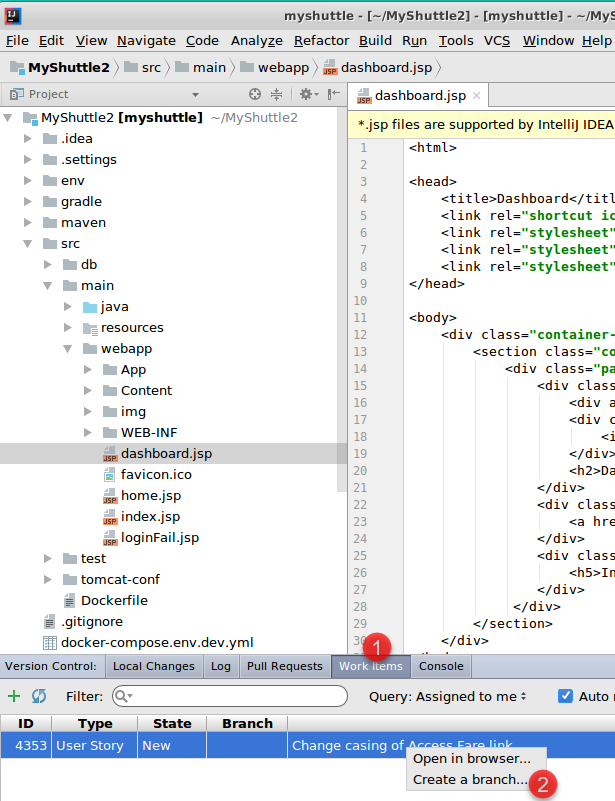 myshuttle - [~/MyShuttle2] - [myshuttle] - ~/My
File Edit View Navigate Code Analyze Refactor Build Run Tools VCS Window Help
MyShuttle2 src main webapp dashboard.jsp
Project
dashboard.jsp
MyShuttle2 [myshuttle] ~/MyShuttle2
.idea
.settings
env
gradle
maven
src
db
main
java
resources
webapp
App
Content
img
WEB-INF
dashboard.jsp
favicon.ico
home.jsp
index.jsp
loginFail.jsp
test
tomcat-conf
Dockerfile
.gitignore
docker-compose.env.dev.yml
*.jsp files are supported by IntelliJ IDEA
1 <html>
2
3 <head>
4 <title>Dashboard</titl
5 <link rel="shortcut ic
6 <link rel="stylesheet"
7 <link rel="stylesheet"
8 <link rel="stylesheet"
9 </head>
10
11 <body>
12 <div class="container-
13 <section class="co
14 <div class="pa
15 <div class
16 <div a
17 <div c
18 <i
19 </div>
20 <h2>Da
21 </div>
22 <div class
23 <a hre
24 </div>
25 <div class
26 <h5>In
27 </div>
28 </div>
29 </section>
30 </div>
1
Version Control: Local Changes Log Pull Requests Work Items Console
Filter: Query: Assigned to me Auto
ID Type State Branch
4353 User Story New Change casing of Access Fare link
Open in browser...
Create a branch...
2